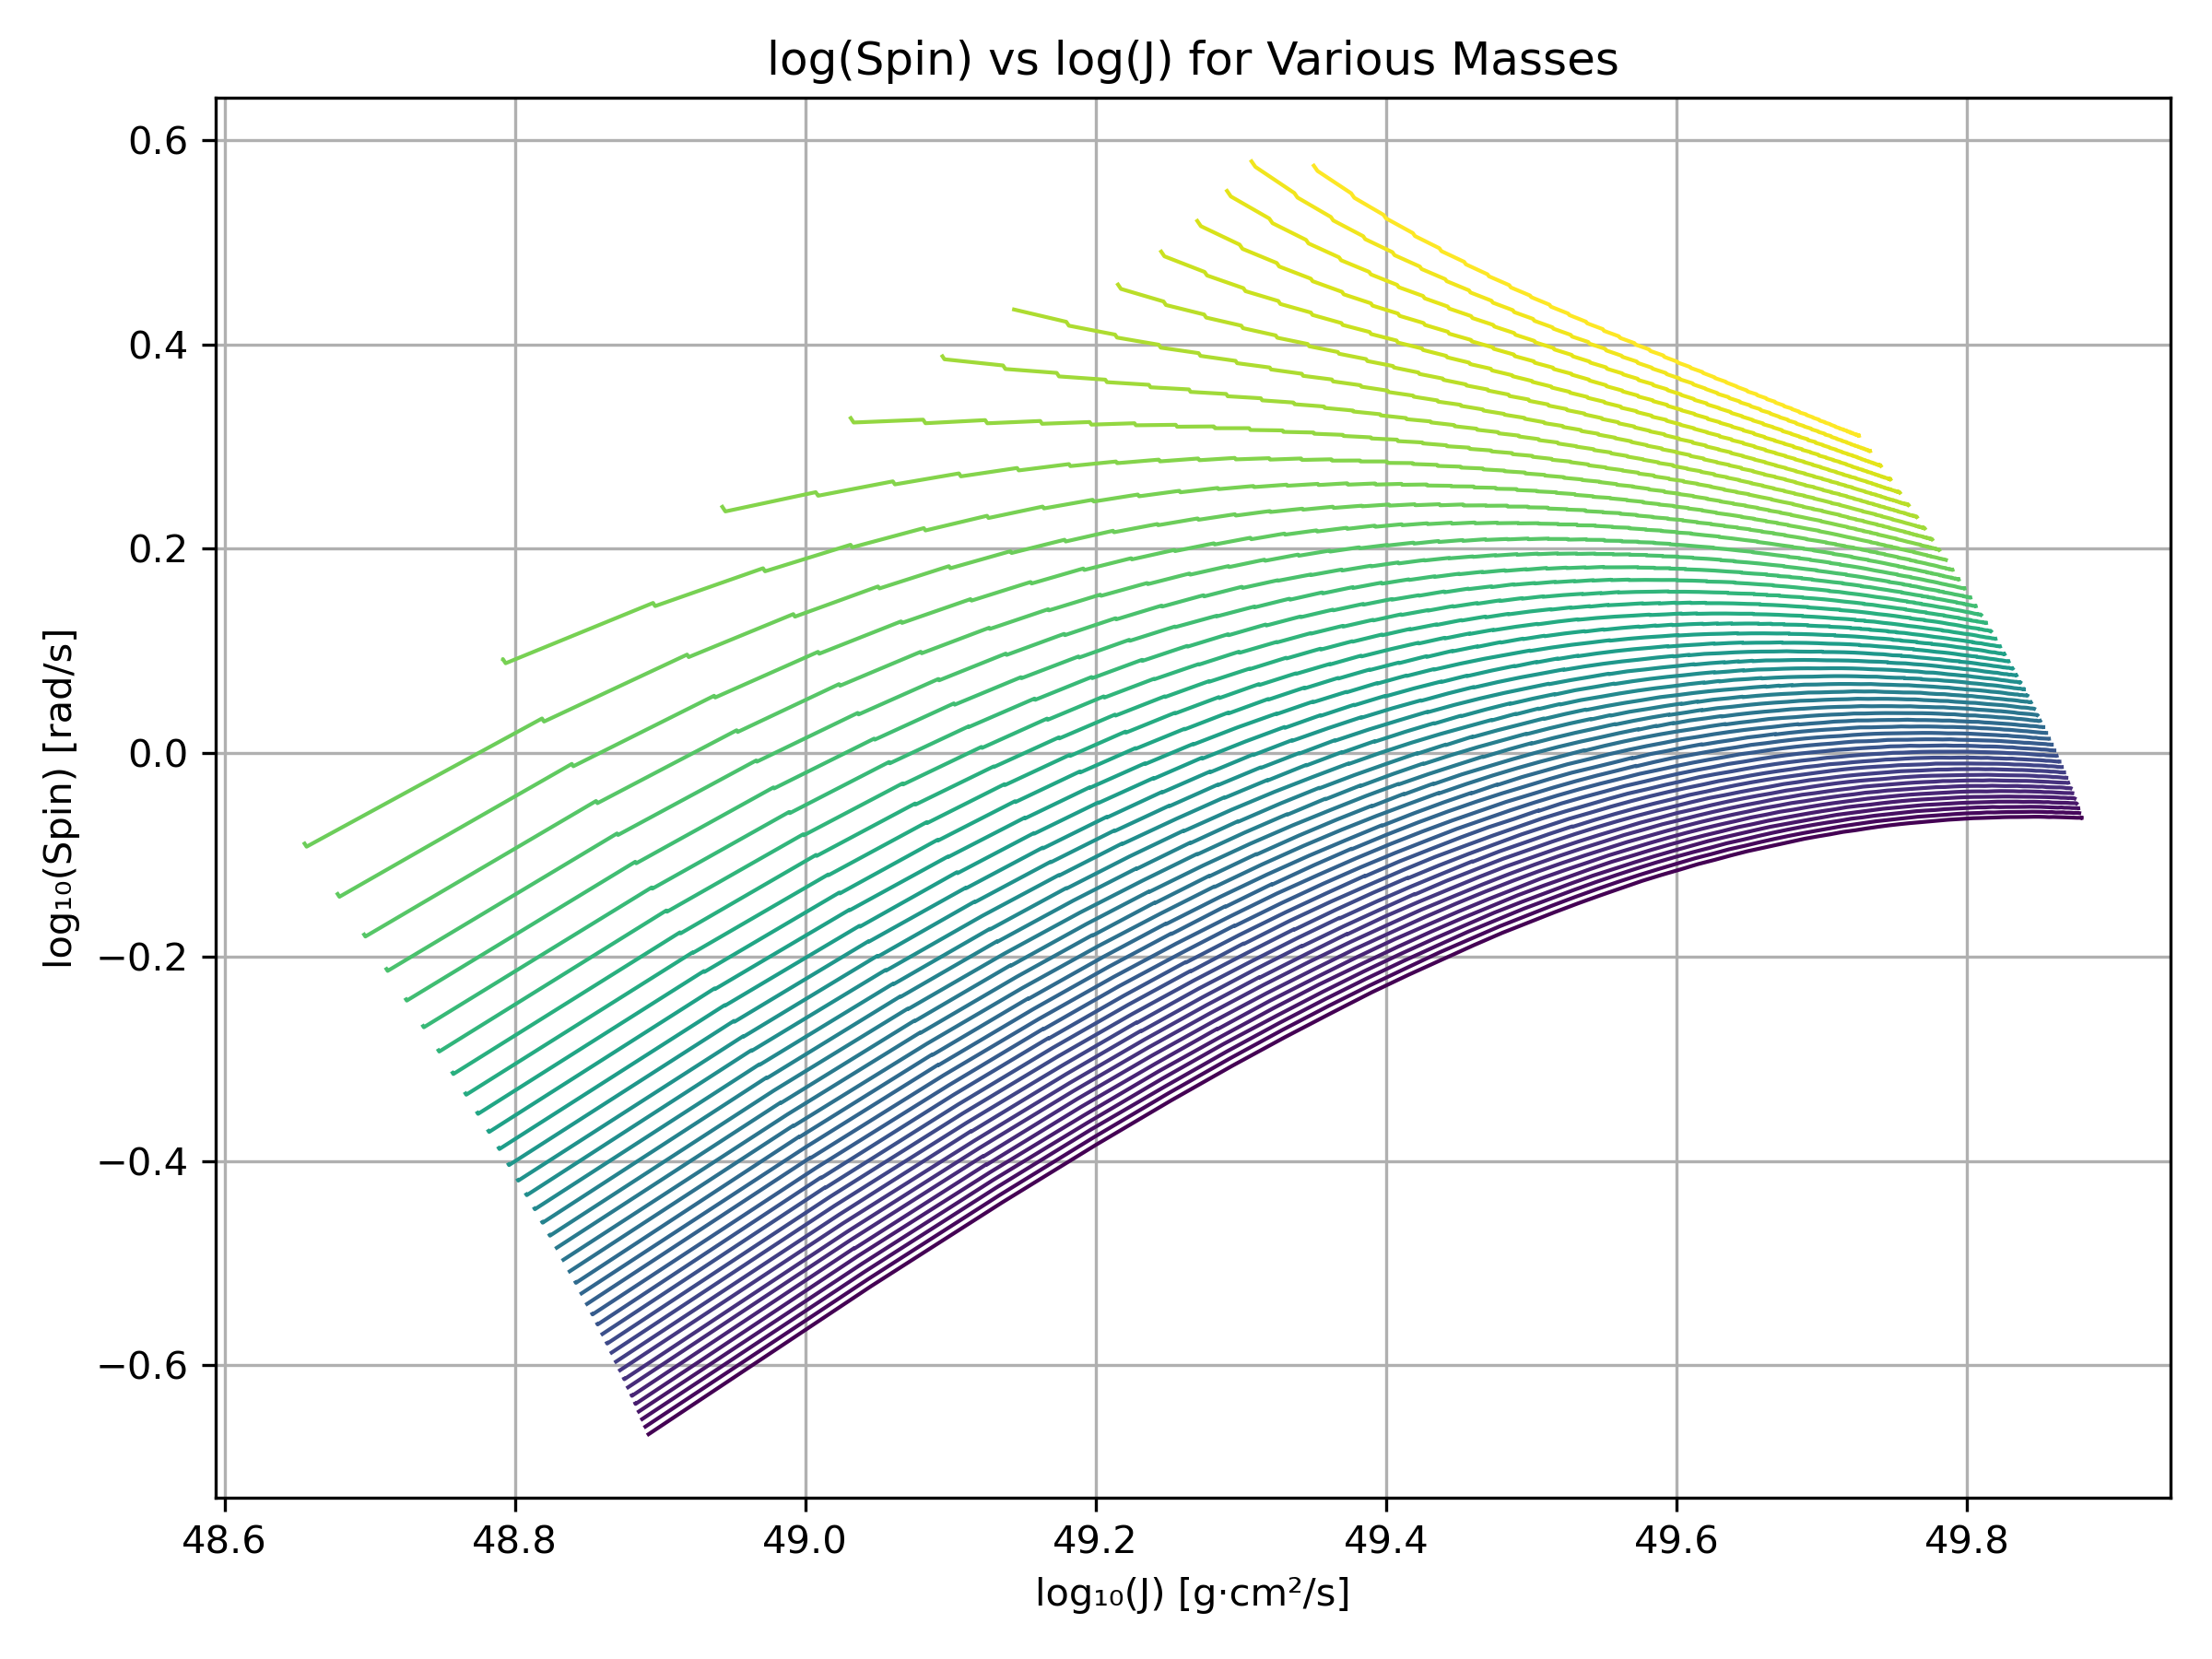 log(Spin) vs log(J) for Various Masses
log₁₀(Spin) [rad/s]
0.6
0.4
0.2
0.0
−0.2
−0.4
−0.6
48.6 48.8 49.0 49.2 49.4 49.6 49.8
log₁₀(J) [g·cm²/s]